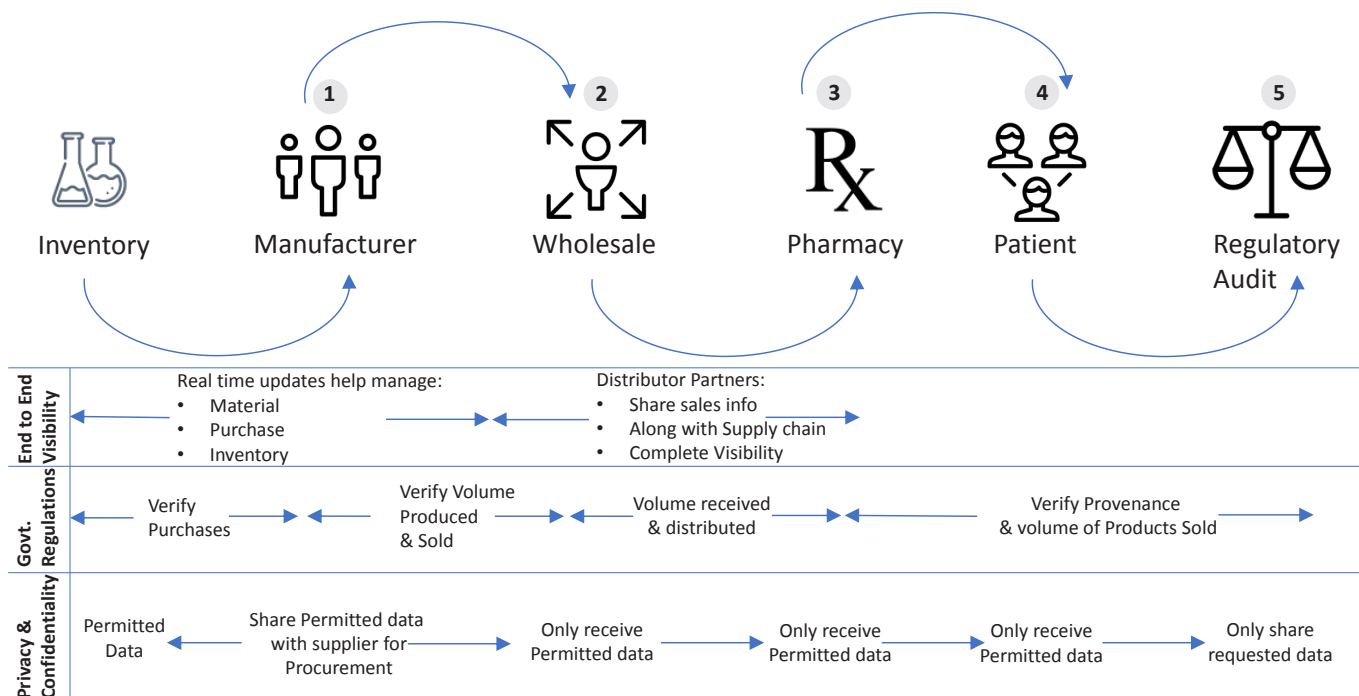 1
2
3
4
5
Rx
Inventory
Manufacturer
Wholesale
Pharmacy
Patient
Regulatory
Audit
End to End
Visibility
Real time updates help manage:
• Material
• Purchase
• Inventory
Distributor Partners:
• Share sales info
• Along with Supply chain
• Complete Visibility
Govt.
Regulations
Verify
Purchases
Verify Volume
Produced
& Sold
Volume received
& distributed
Verify Provenance
& volume of Products Sold
Privacy &
Confidentiality
Permitted
Data
Share Permitted data
with supplier for
Procurement
Only receive
Permitted data
Only receive
Permitted data
Only receive
Permitted data
Only share
requested data